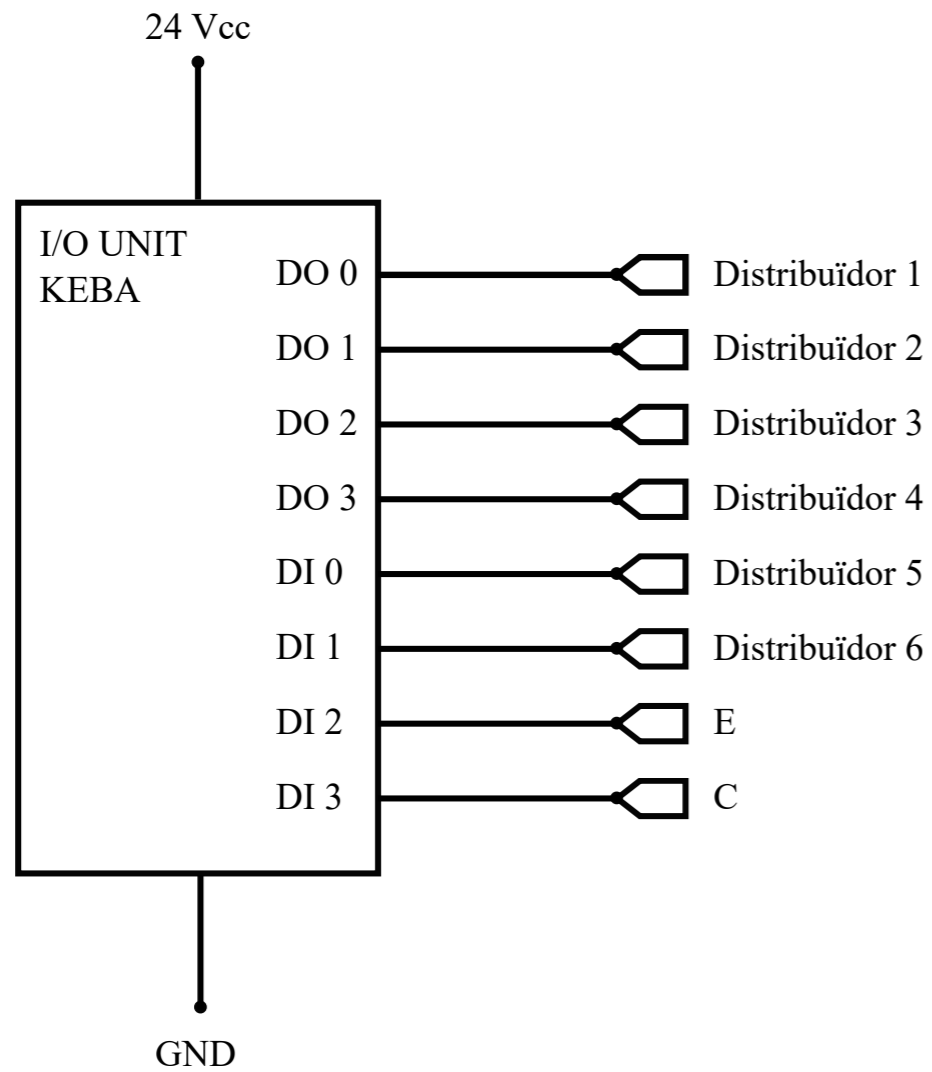 24 Vcc
I/O UNIT
KEBA
DO 0
Distribuïdor 1
DO 1
Distribuïdor 2
DO 2
Distribuïdor 3
DO 3
Distribuïdor 4
DI 0
Distribuïdor 5
DI 1
Distribuïdor 6
DI 2
E
DI 3
C
GND